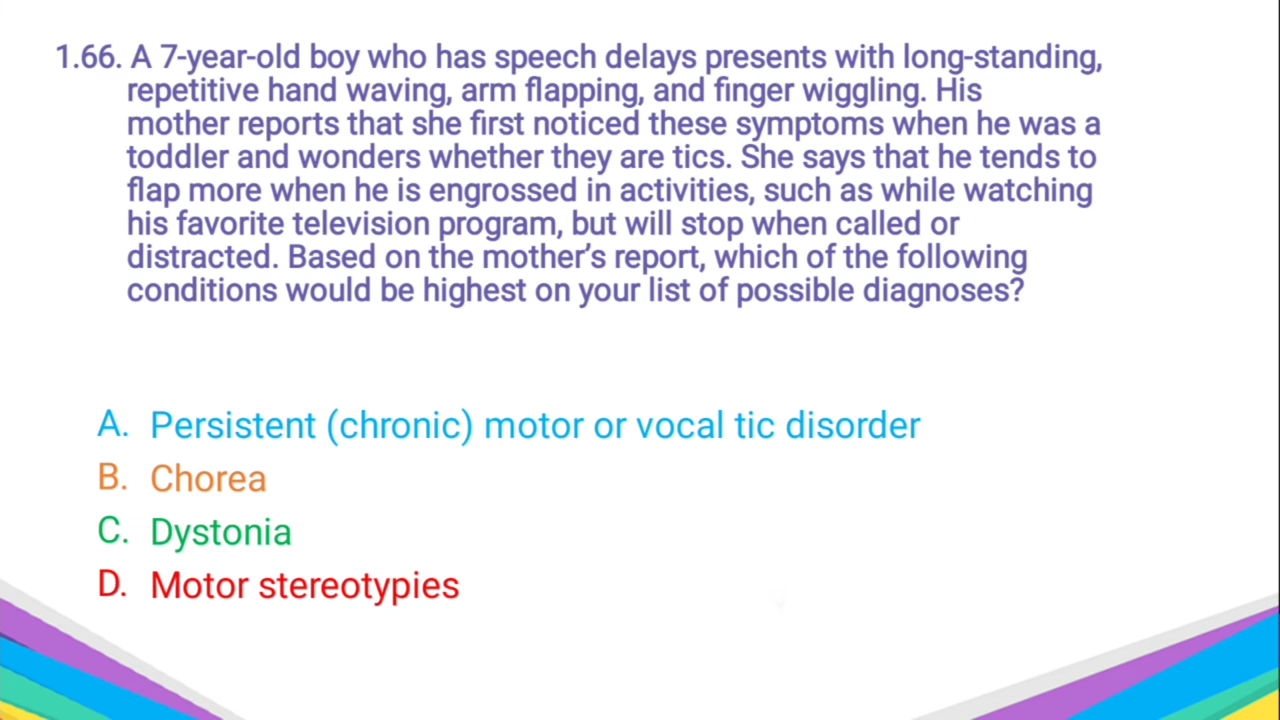 1.66. A 7-year-old boy who has speech delays presents with long-standing,
repetitive hand waving, arm flapping, and finger wiggling. His
mother reports that she first noticed these symptoms when he was a
toddler and wonders whether they are tics. She says that he tends to
flap more when he is engrossed in activities, such as while watching
his favorite television program, but will stop when called or
distracted. Based on the mother’s report, which of the following
conditions would be highest on your list of possible diagnoses?
A. Persistent (chronic) motor or vocal tic disorder
B. Chorea
C. Dystonia
D. Motor stereotypies